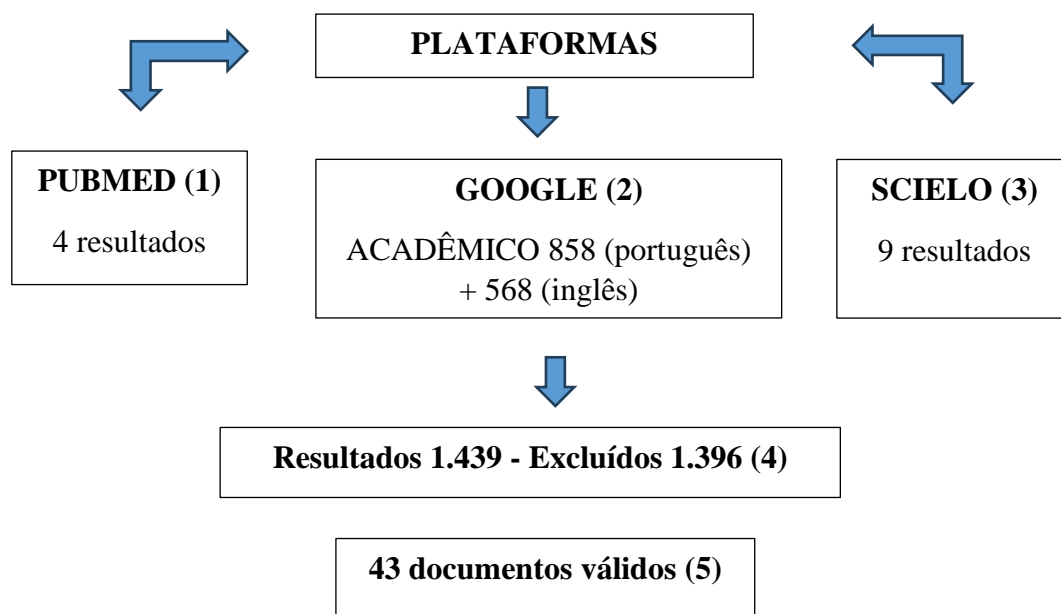 PLATAFORMAS
PUBMED (1)
4 resultados
GOOGLE (2)
ACADÊMICO 858 (português)
+ 568 (inglês)
SCIELO (3)
9 resultados
Resultados 1.439 - Excluídos 1.396 (4)
43 documentos válidos (5)